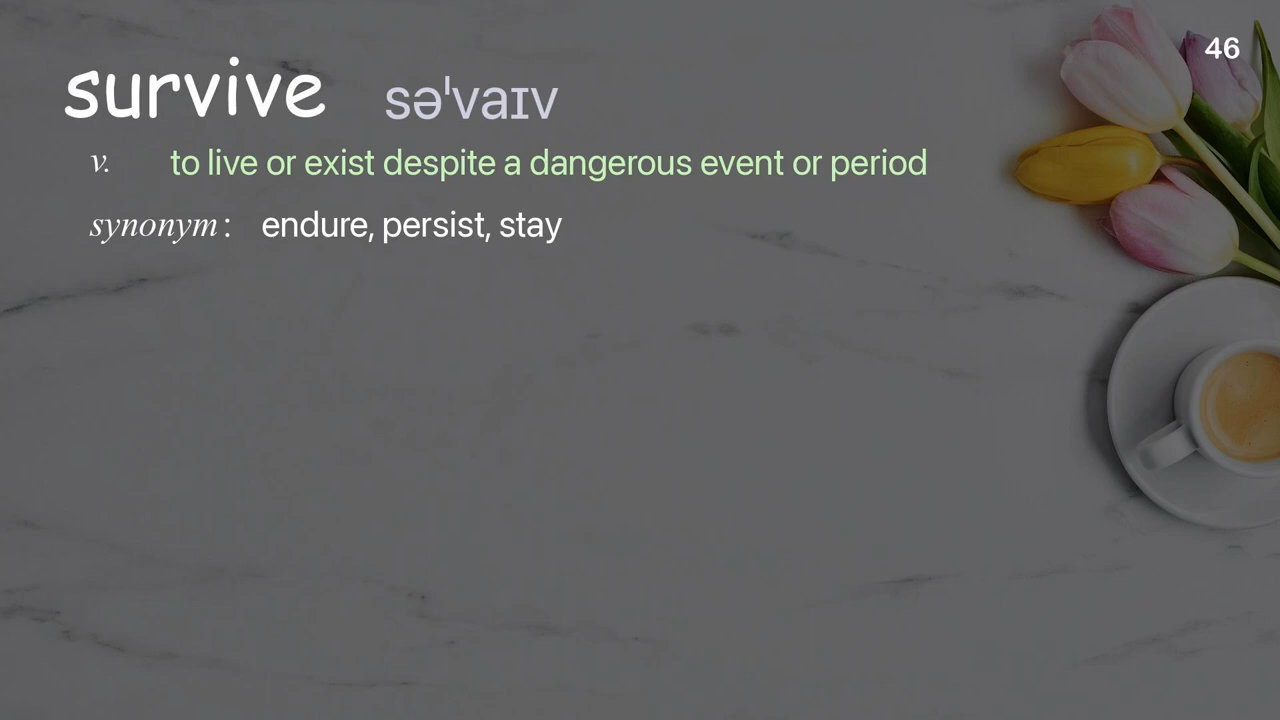 46
survive səˈvaɪv
v. to live or exist despite a dangerous event or period
synonym: endure, persist, stay